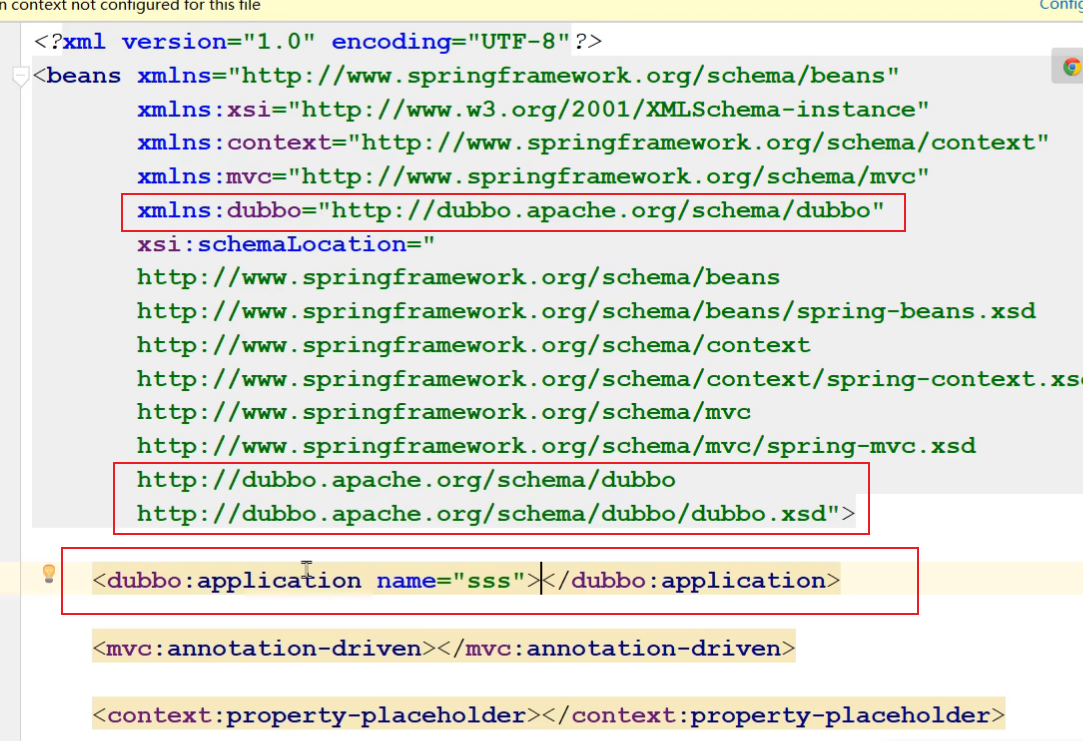 n context not configured for this file
Config
<?xml version="1.0" encoding="UTF-8"?>
<beans xmlns="http://www.springframework.org/schema/beans"
xmlns:xsi="http://www.w3.org/2001/XMLSchema-instance"
xmlns:context="http://www.springframework.org/schema/context"
xmlns:mvc="http://www.springframework.org/schema/mvc"
xmlns:dubbo="http://dubbo.apache.org/schema/dubbo"
xsi:schemaLocation="
http://www.springframework.org/schema/beans
http://www.springframework.org/schema/beans/spring-beans.xsd
http://www.springframework.org/schema/context
http://www.springframework.org/schema/context/spring-context.xsd
http://www.springframework.org/schema/mvc
http://www.springframework.org/schema/mvc/spring-mvc.xsd
http://dubbo.apache.org/schema/dubbo
http://dubbo.apache.org/schema/dubbo/dubbo.xsd">
<dubbo:application name="sss"></dubbo:application>
<mvc:annotation-driven></mvc:annotation-driven>
<context:property-placeholder></context:property-placeholder>